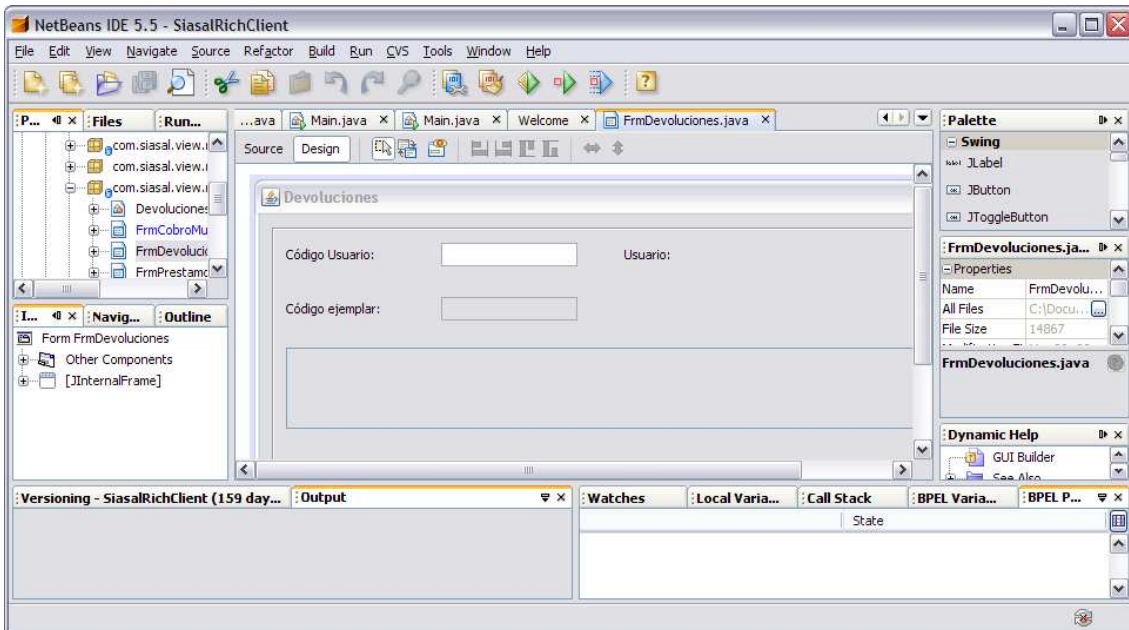 NetBeans IDE 5.5 - SiasalRichClient
File Edit View Navigate Source Refactor Build Run CVS Tools Window Help
P... Files Run...
...ava Main.java Main.java Welcome FrmDevoluciones.java
Source Design
com.siasal.view.
com.siasal.view.
com.siasal.view.
Devoluciones
FrmCobroMu
FrmDevolucio
FrmPrestamo
I... Navig... Outline
Form FrmDevoluciones
Other Components
[JInternalFrame]
Devoluciones
Código Usuario: Usuario:
Código ejemplar:
Palette
Swing
label JLabel
JButton
JToggleButton
FrmDevoluciones.ja...
Properties
Name FrmDevolu...
All Files C:\Docu... ...
File Size 14867
FrmDevoluciones.java
Dynamic Help
GUI Builder
See Also
Versioning - SiasalRichClient (159 day... Output
Watches Local Varia... Call Stack BPEL Varia... BPEL P...
State